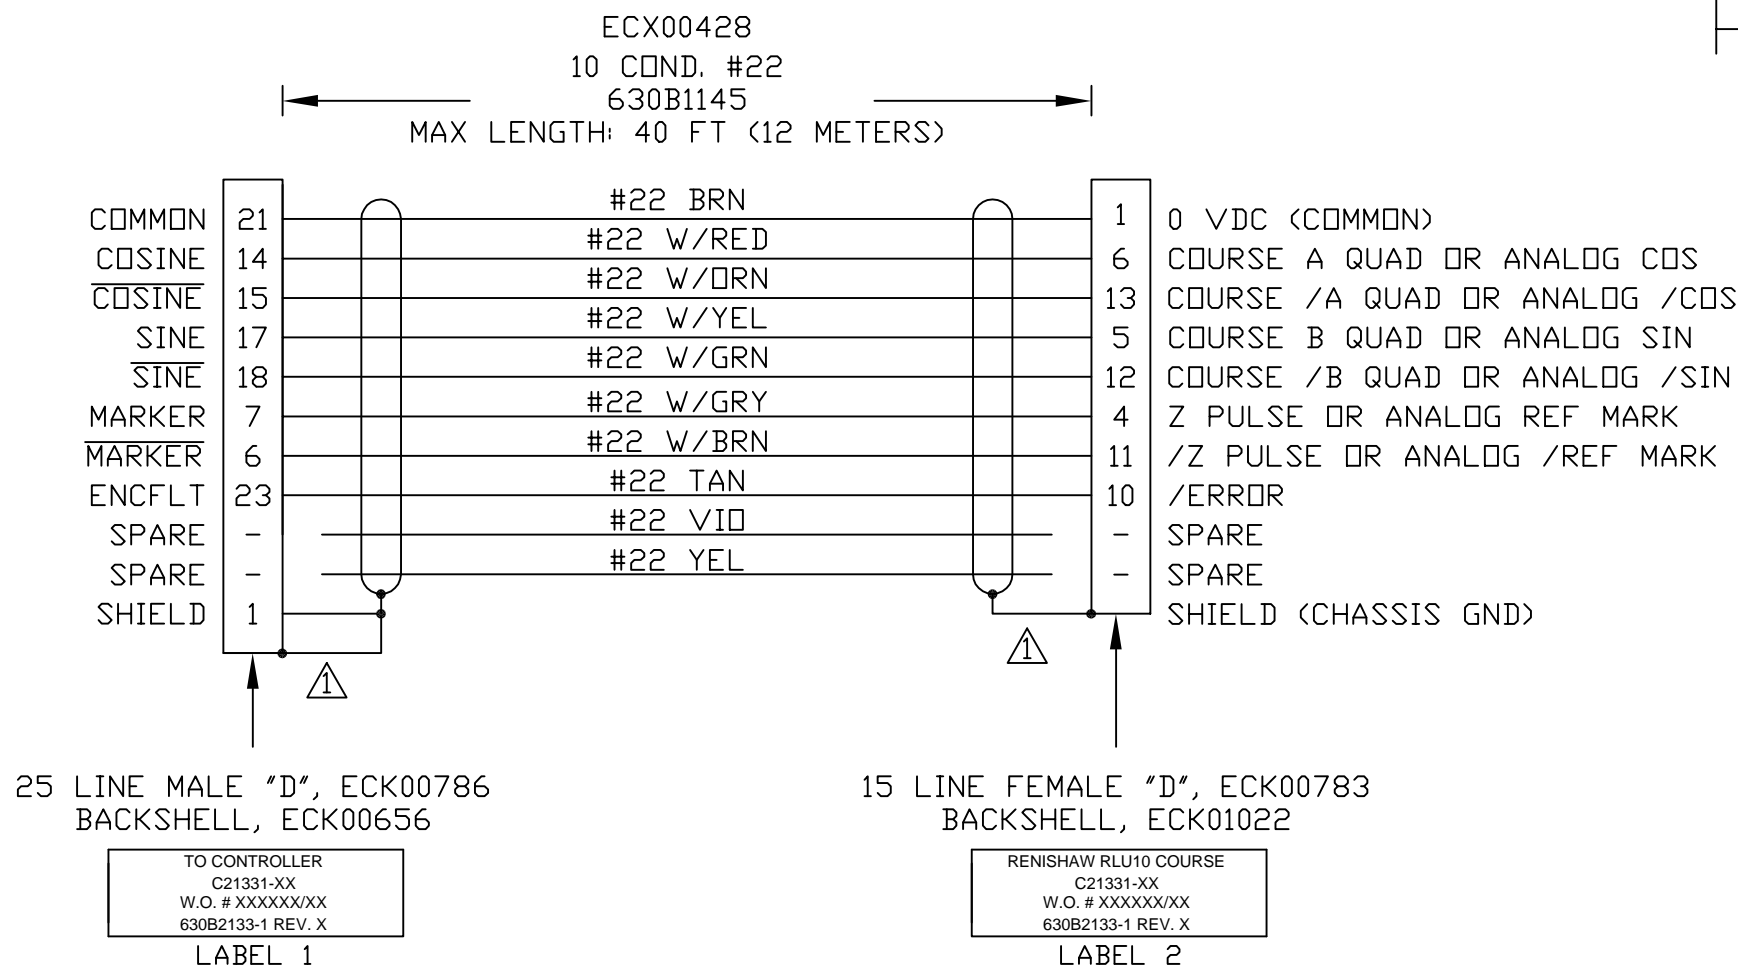 ECX00428
10 COND. #22
630B1145
MAX LENGTH: 40 FT (12 METERS)
COMMON 21 #22 BRN 1 0 VDC (COMMON)
COSINE 14 #22 W/RED 6 COURSE A QUAD OR ANALOG COS
COSINE 15 #22 W/ORN 13 COURSE /A QUAD OR ANALOG /COS
SINE 17 #22 W/YEL 5 COURSE B QUAD OR ANALOG SIN
SINE 18 #22 W/GRN 12 COURSE /B QUAD OR ANALOG /SIN
MARKER 7 #22 W/GRY 4 Z PULSE OR ANALOG REF MARK
MARKER 6 #22 W/BRN 11 /Z PULSE OR ANALOG /REF MARK
ENCFLT 23 #22 TAN 10 /ERROR
SPARE - #22 VIO - SPARE
SPARE - #22 YEL - SPARE
SHIELD 1 SHIELD (CHASSIS GND)
1 1
25 LINE MALE "D", ECK00786
BACKSHELL, ECK00656
TO CONTROLLER
C21331-XX
W.O. # XXXXXX/XX
630B2133-1 REV. X
LABEL 1
15 LINE FEMALE "D", ECK00783
BACKSHELL, ECK01022
RENISHAW RLU10 COURSE
C21331-XX
W.O. # XXXXXX/XX
630B2133-1 REV. X
LABEL 2